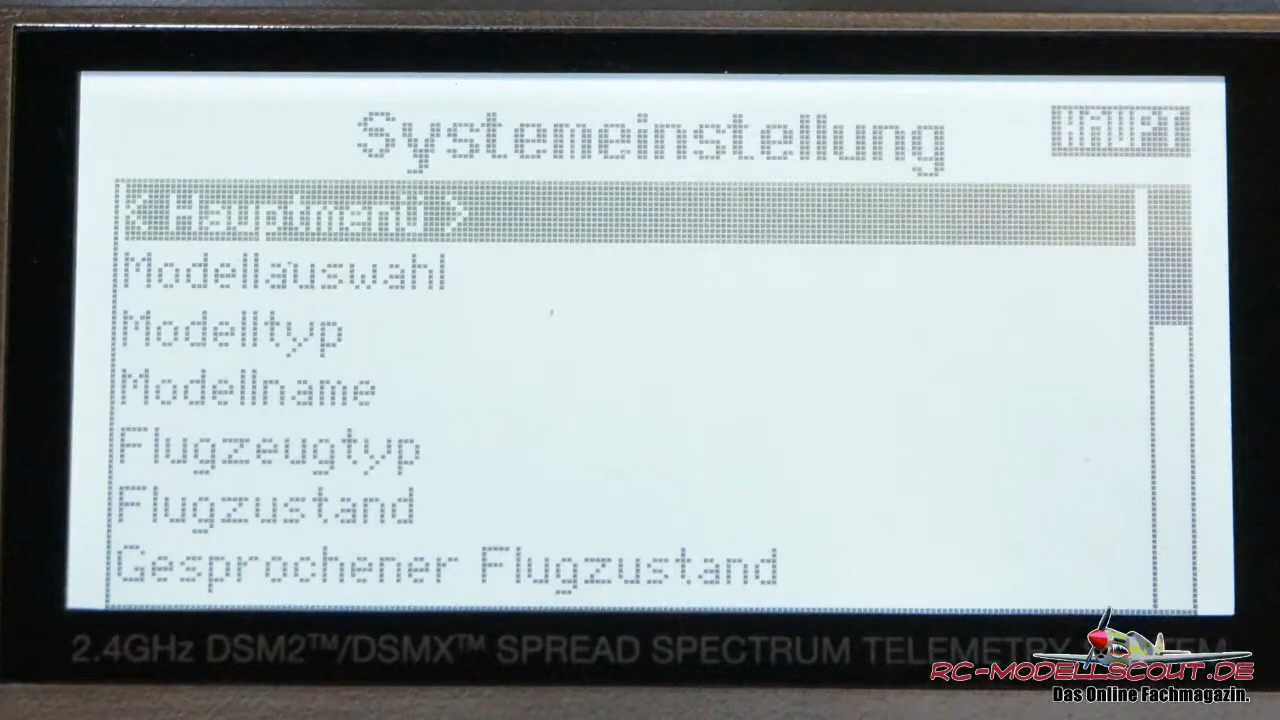 Systemeinstellung
<Hauptmenü>
Modellauswahl
Modelltyp
Modellname
Flugzeugtyp
Flugzustand
Gesprochener Flugzustand
2.4GHz DSM2™/DSMX™ SPREAD SPECTRUM TELEMETRY SYSTEM
RC-MODELLSCOUT.DE
Das Online Fachmagazin.